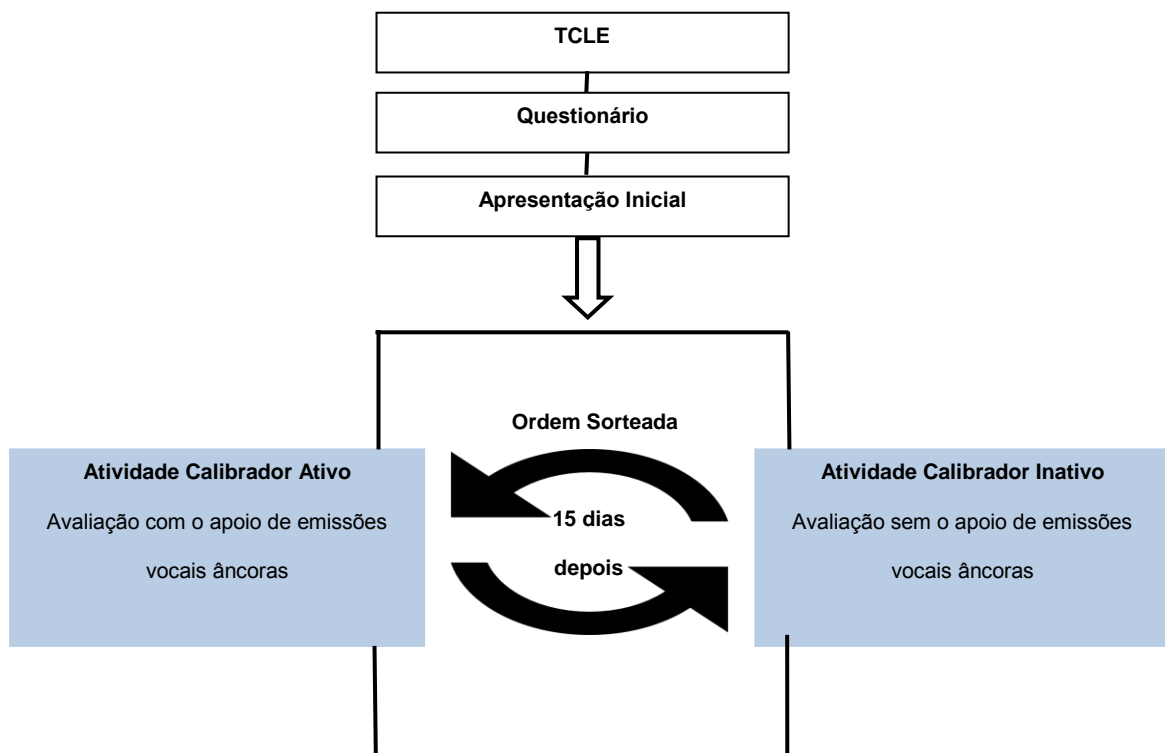 TCLE
Questionário
Apresentação Inicial
Ordem Sorteada
Atividade Calibrador Ativo
Avaliação com o apoio de emissões
vocais âncoras
15 dias
depois
Atividade Calibrador Inativo
Avaliação sem o apoio de emissões
vocais âncoras